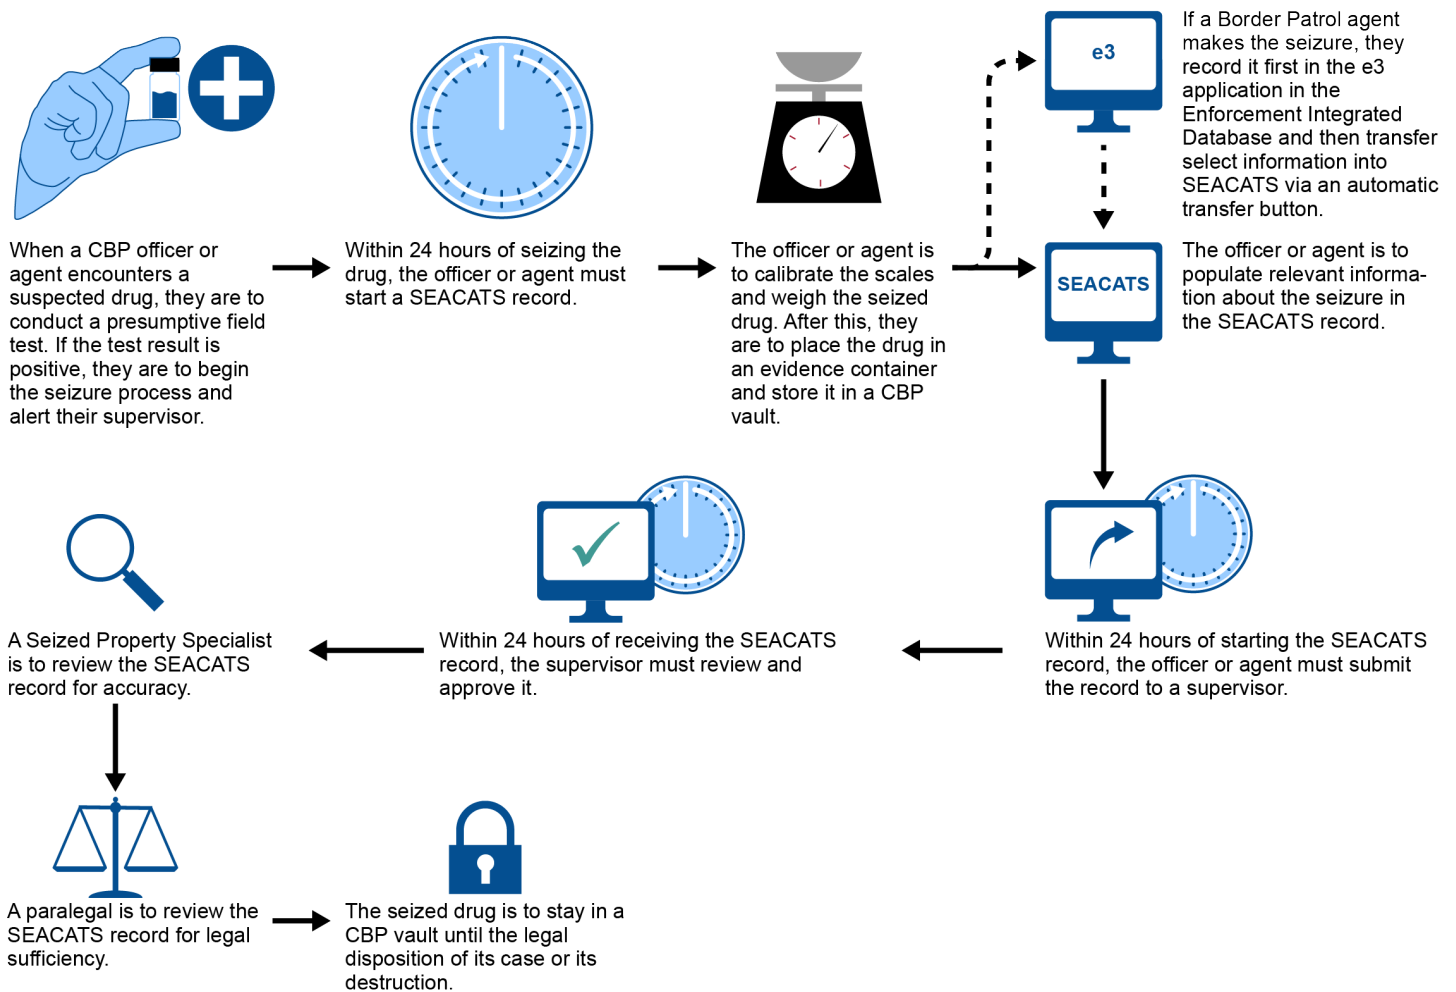 When a CBP officer or
agent encounters a
suspected drug, they are to
conduct a presumptive field
test. If the test result is
positive, they are to begin
the seizure process and
alert their supervisor.
Within 24 hours of seizing the
drug, the officer or agent must
start a SEACATS record.
The officer or agent is
to calibrate the scales
and weigh the seized
drug. After this, they
are to place the drug in
an evidence container
and store it in a CBP
vault.
e3
If a Border Patrol agent
makes the seizure, they
record it first in the e3
application in the
Enforcement Integrated
Database and then transfer
select information into
SEACATS via an automatic
transfer button.
SEACATS
The officer or agent is to
populate relevant informa-
tion about the seizure in
the SEACATS record.
Within 24 hours of starting the SEACATS
record, the officer or agent must submit
the record to a supervisor.
Within 24 hours of receiving the SEACATS
record, the supervisor must review and
approve it.
A Seized Property Specialist
is to review the SEACATS
record for accuracy.
A paralegal is to review the
SEACATS record for legal
sufficiency.
The seized drug is to stay in a
CBP vault until the legal
disposition of its case or its
destruction.